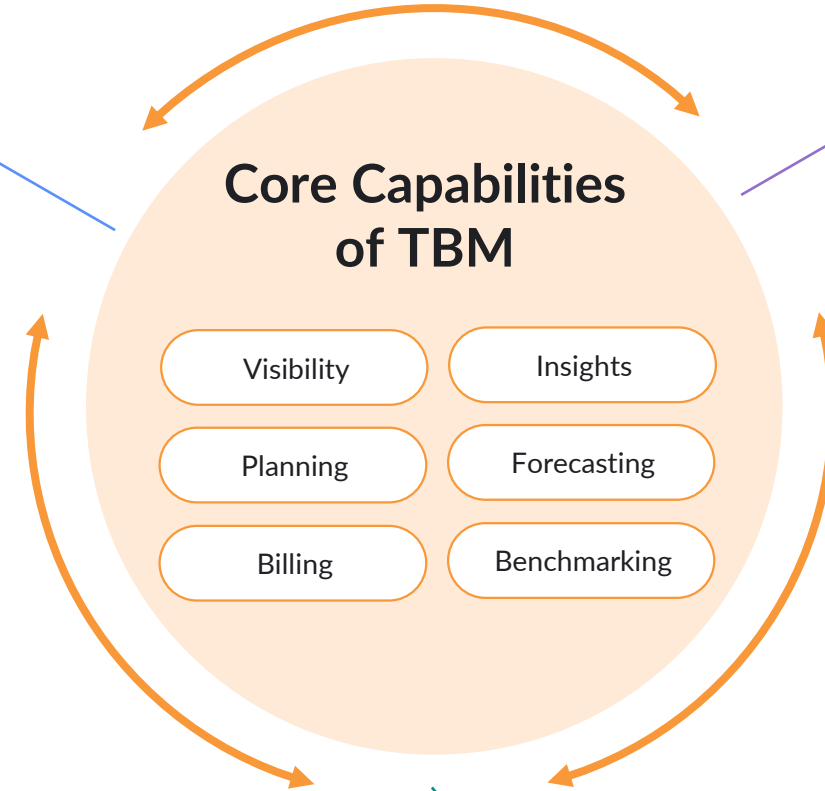 Core Capabilities
of TBM
Visibility
Insights
Planning
Forecasting
Billing
Benchmarking